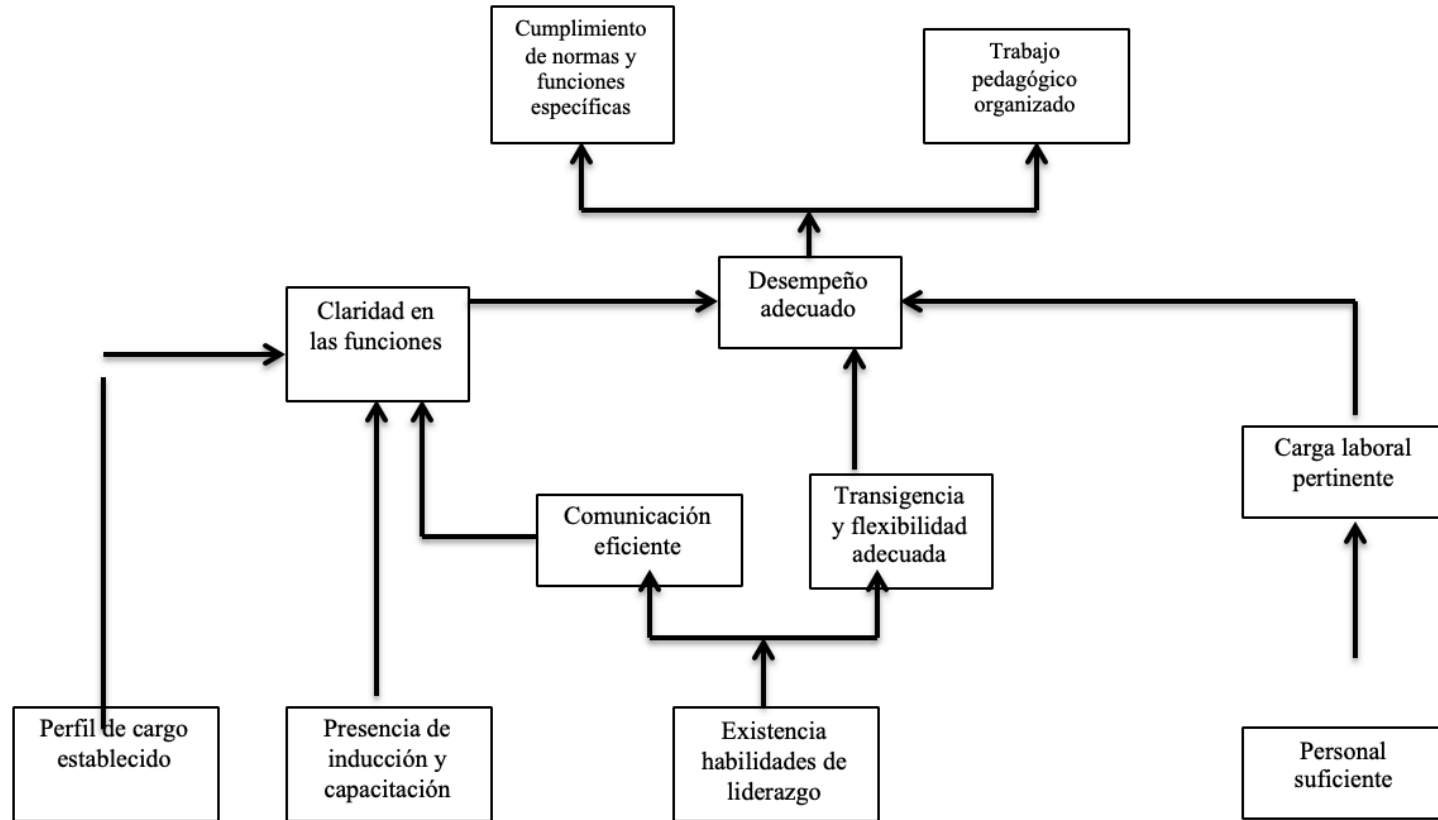 Cumplimiento
de normas y
funciones
específicas
Trabajo
pedagógico
organizado
Desempeño
adecuado
Claridad en
las funciones
Carga laboral
pertinente
Transigencia
y flexibilidad
adecuada
Comunicación
eficiente
Perfil de cargo
establecido
Presencia de
inducción y
capacitación
Existencia
habilidades de
liderazgo
Personal
suficiente